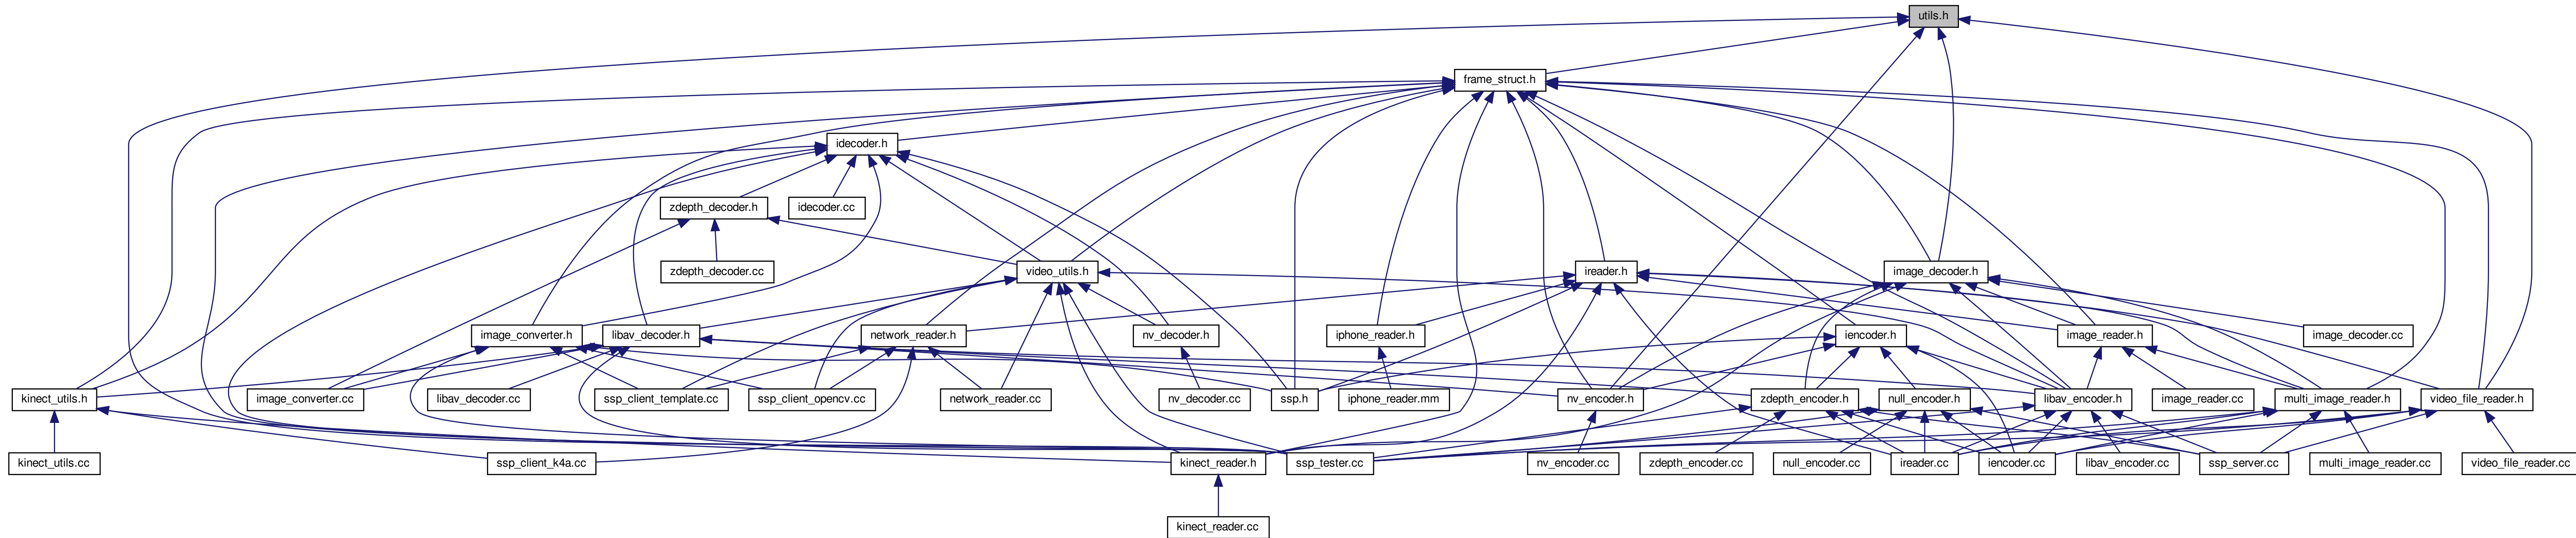 utils.h
frame_struct.h
idecoder.h
zdepth_decoder.h
idecoder.cc
zdepth_decoder.cc
video_utils.h
ireader.h
image_decoder.h
image_converter.h
libav_decoder.h
network_reader.h
nv_decoder.h
iphone_reader.h
iencoder.h
image_reader.h
image_decoder.cc
kinect_utils.h
image_converter.cc
libav_decoder.cc
ssp_client_template.cc
ssp_client_opencv.cc
network_reader.cc
nv_decoder.cc
ssp.h
iphone_reader.mm
nv_encoder.h
zdepth_encoder.h
null_encoder.h
libav_encoder.h
image_reader.cc
multi_image_reader.h
video_file_reader.h
kinect_utils.cc
ssp_client_k4a.cc
kinect_reader.h
ssp_tester.cc
nv_encoder.cc
zdepth_encoder.cc
null_encoder.cc
ireader.cc
iencoder.cc
libav_encoder.cc
ssp_server.cc
multi_image_reader.cc
video_file_reader.cc
kinect_reader.cc